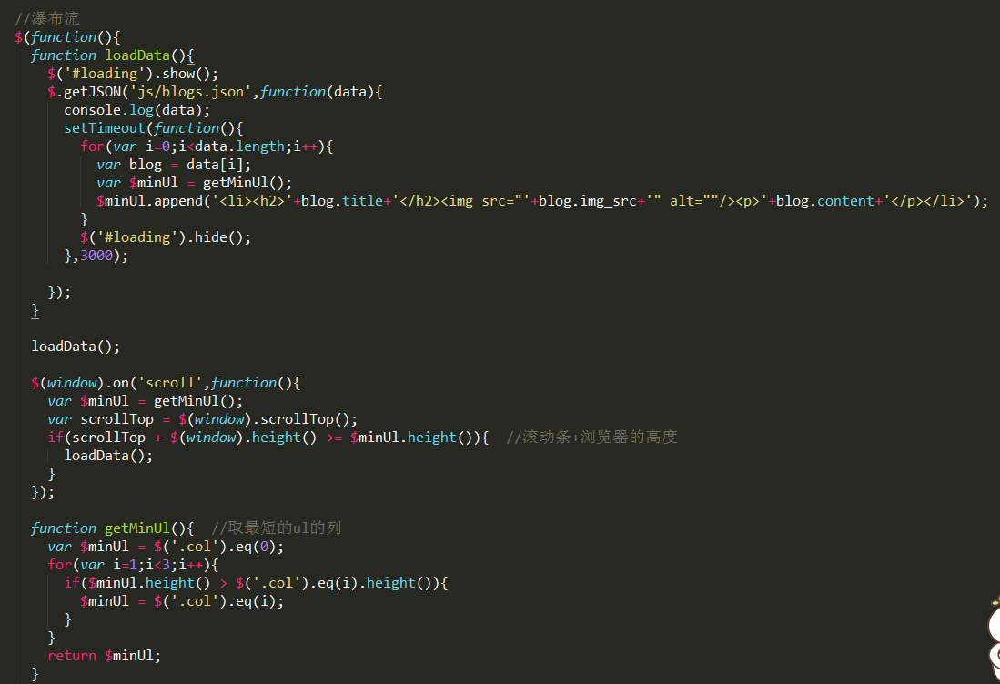 //瀑布流
$(function(){
  function loadData(){
    $('#loading').show();
    $.getJSON('js/blogs.json',function(data){
      console.log(data);
      setTimeout(function(){
        for(var i=0;i<data.length;i++){
          var blog = data[i];
          var $minUl = getMinUl();
          $minUl.append('<li><h2>'+blog.title+'</h2><img src="'+blog.img_src+'" alt=""/><p>'+blog.content+'</p></li>');
        }
        $('#loading').hide();
      },3000);

    });
  }

  loadData();

  $(window).on('scroll',function(){
    var $minUl = getMinUl();
    var scrollTop = $(window).scrollTop();
    if(scrollTop + $(window).height() >= $minUl.height()){  //滚动条+浏览器的高度
      loadData();
    }
  });

  function getMinUl(){  //取最短的ul的列
    var $minUl = $('.col').eq(0);
    for(var i=1;i<3;i++){
      if($minUl.height() > $('.col').eq(i).height()){
        $minUl = $('.col').eq(i);
      }
    }
    return $minUl;
  }